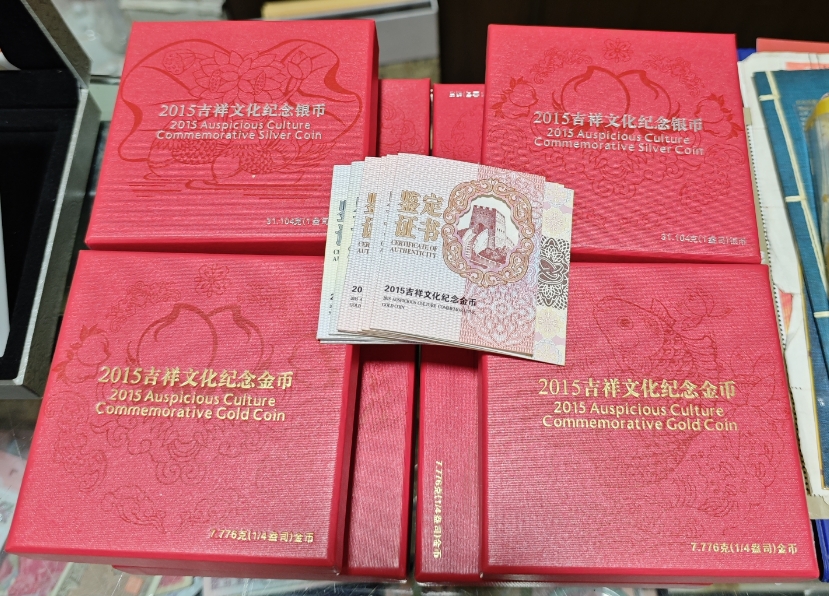 2015吉祥文化纪念银币
2015 Auspicious Culture
Commemorative Silver Coin
31.104克(1盎司)银币
2015吉祥文化纪念银币
2015 Auspicious Culture
Commemorative Silver Coin
31.104克(1盎司)银币
鉴定
证书
CERTIFICATE OF
AUTHENTICITY
2015吉祥文化纪念金币
2015 AUSPICIOUS CULTURE COMMEMORATIVE
GOLD COIN
2015吉祥文化纪念金币
2015 Auspicious Culture
Commemorative Gold Coin
7.776克(1/4盎司)金币
2015吉祥文化纪念金币
2015 Auspicious Culture
Commemorative Gold Coin
7.776克(1/4盎司)金币
7.776克(1/4盎司)金币